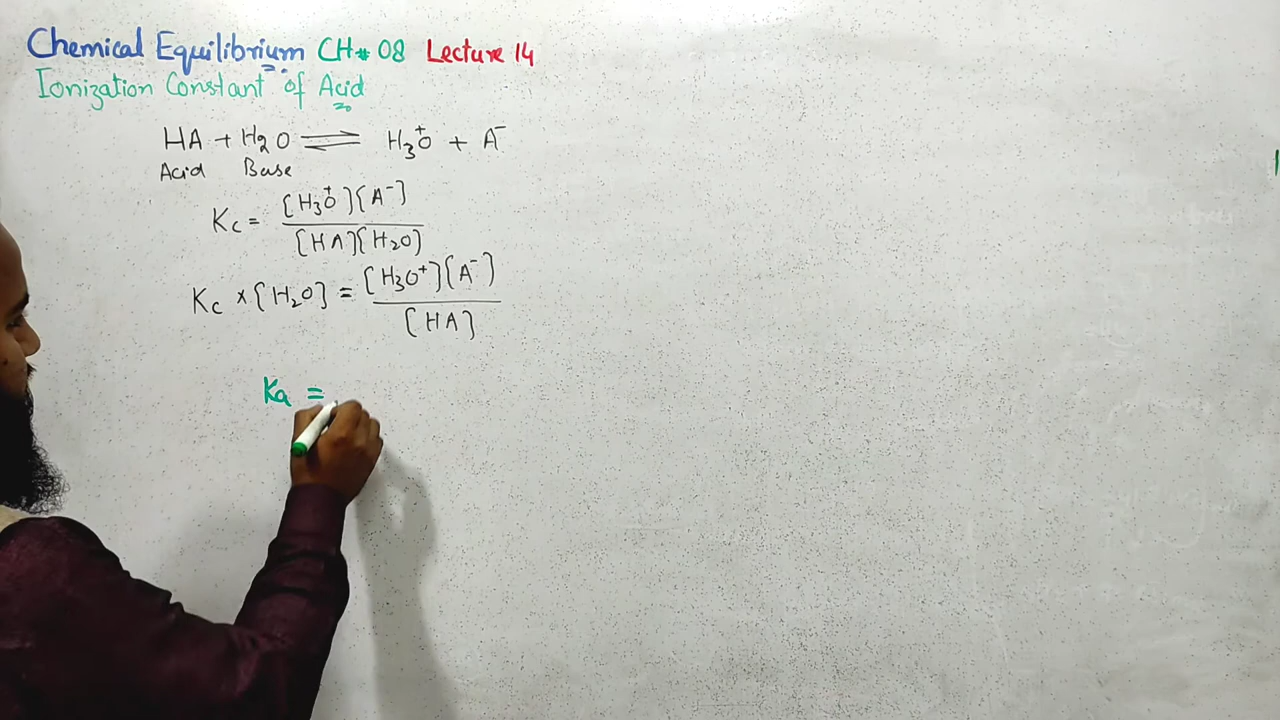 Chemical Equilibrium CH# 08 Lecture 14
Ionization Constant of Acid
HA + H₂O ⇌ H₃O⁺ + A⁻
Acid Base
Kc = [H₃O⁺][A⁻] / [HA][H₂O]
Kc × [H₂O] = [H₃O⁺][A⁻] / [HA]
Ka =